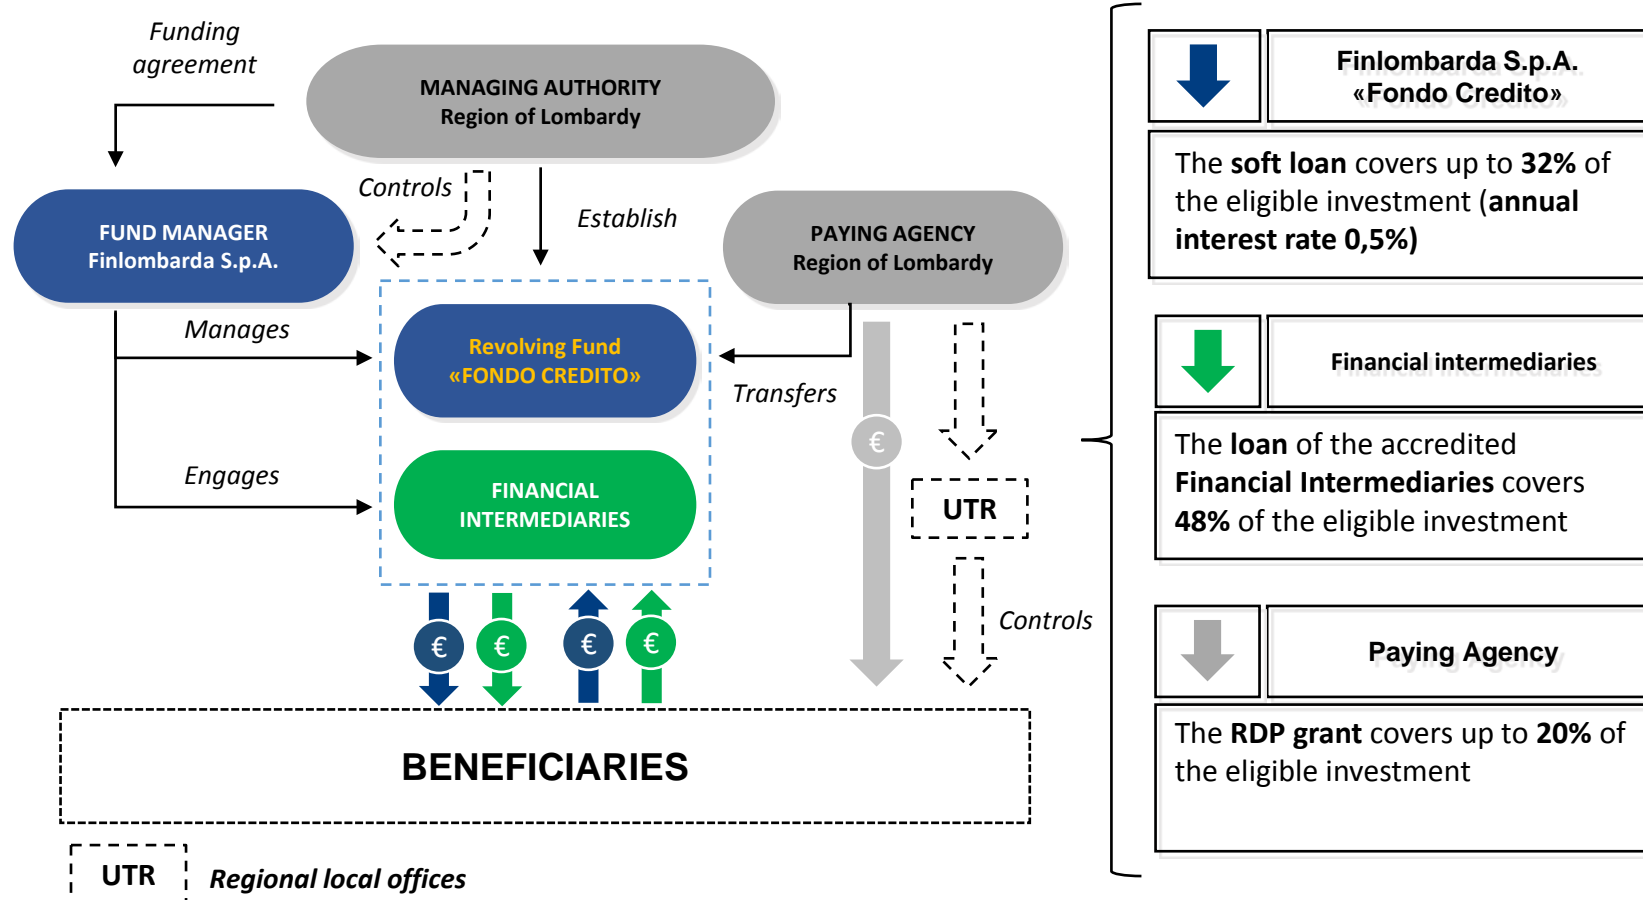 Funding
agreement
MANAGING AUTHORITY
Region of Lombardy
Controls
Establish
FUND MANAGER
Finlombarda S.p.A.
PAYING AGENCY
Region of Lombardy
Manages
Revolving Fund
«FONDO CREDITO»
Transfers
€
Engages
FINANCIAL
INTERMEDIARIES
UTR
€
€
€
€
Controls
BENEFICIARIES
UTR
Regional local offices
Finlombarda S.p.A.
«Fondo Credito»
The soft loan covers up to 32% of
the eligible investment (annual
interest rate 0,5%)
Financial intermediaries
The loan of the accredited
Financial Intermediaries covers
48% of the eligible investment
Paying Agency
The RDP grant covers up to 20% of
the eligible investment